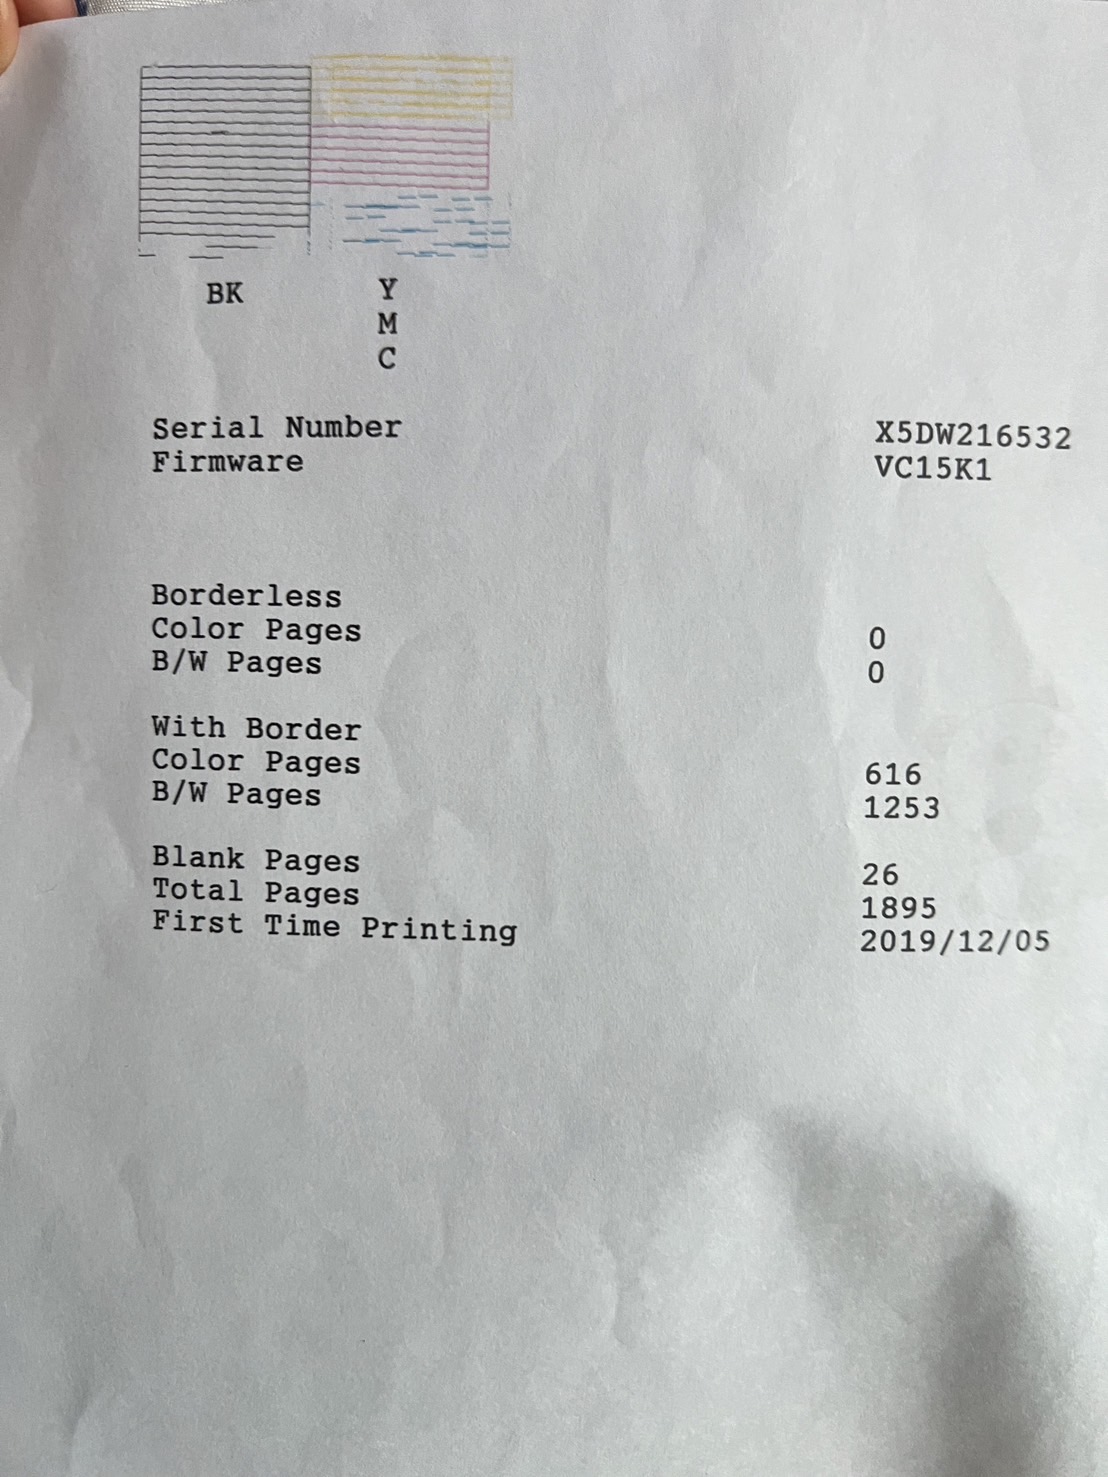 BK
Y
M
C
Serial Number X5DW216532
Firmware VC15K1
Borderless
Color Pages 0
B/W Pages 0
With Border
Color Pages 616
B/W Pages 1253
Blank Pages 26
Total Pages 1895
First Time Printing 2019/12/05